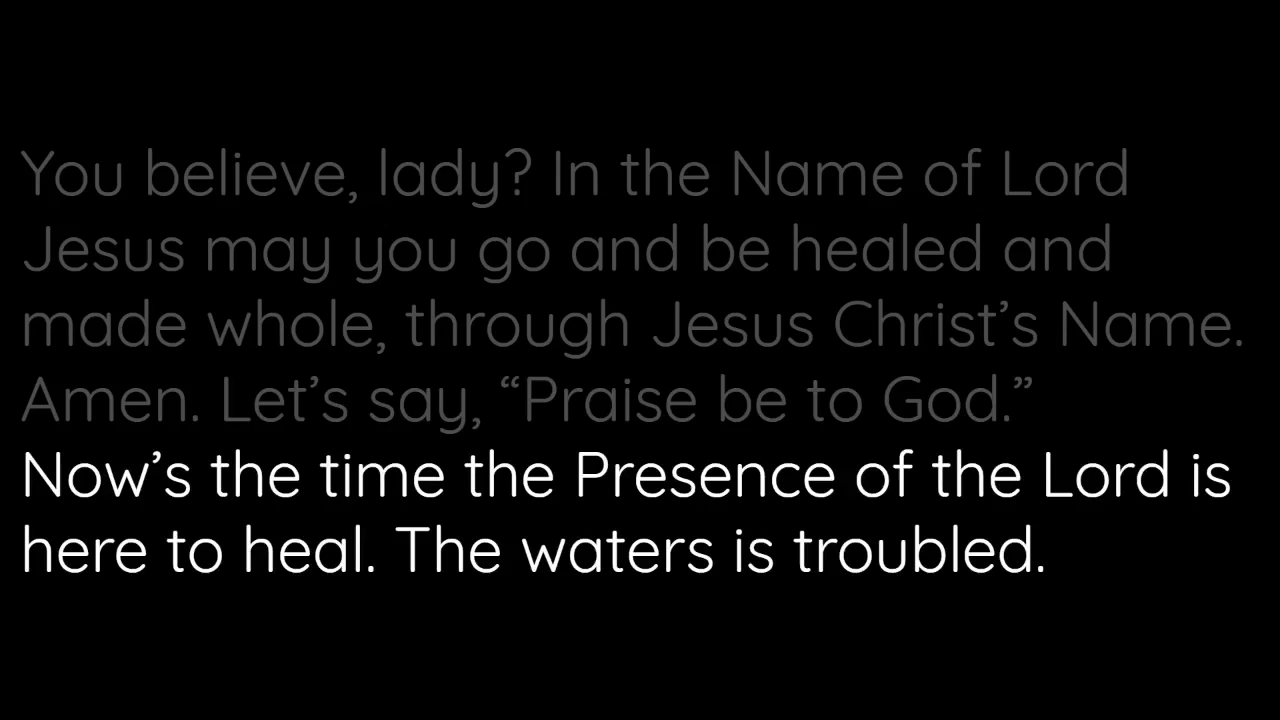 You believe, lady? In the Name of Lord
Jesus may you go and be healed and
made whole, through Jesus Christ’s Name.
Amen. Let’s say, “Praise be to God.”
Now’s the time the Presence of the Lord is
here to heal. The waters is troubled.